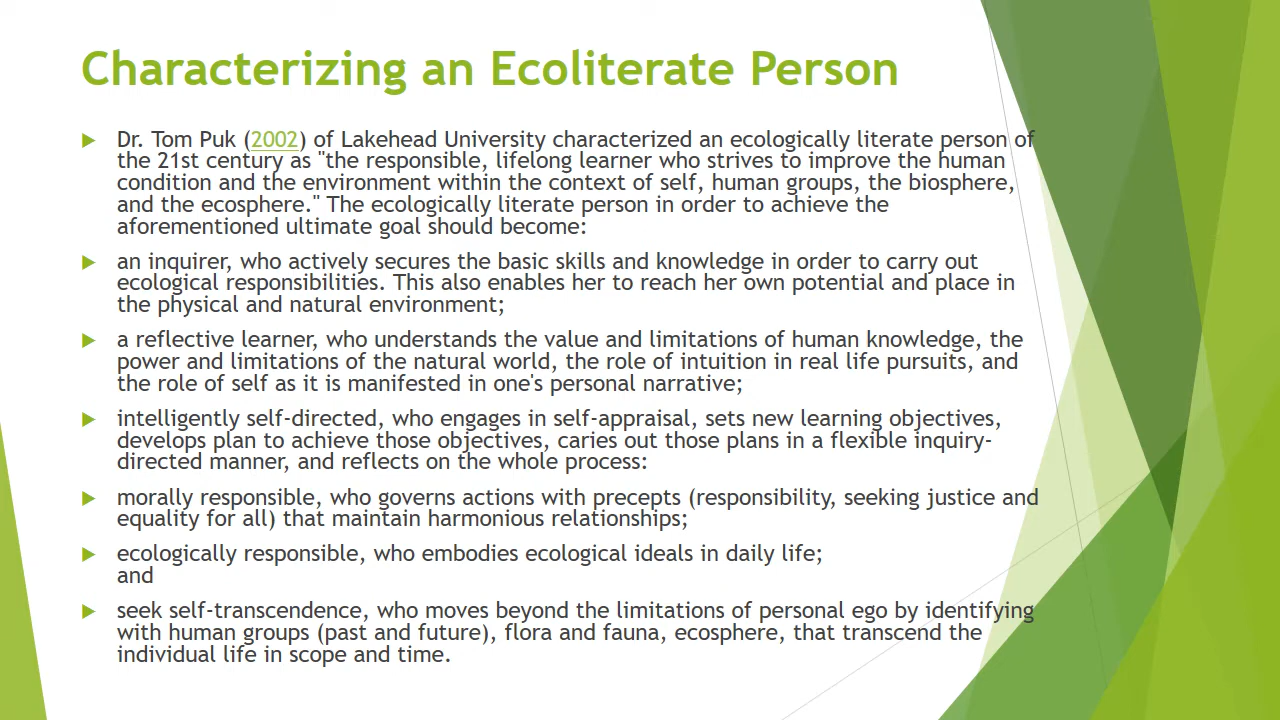 Characterizing an Ecoliterate Person
Dr. Tom Puk (2002) of Lakehead University characterized an ecologically literate person of
the 21st century as "the responsible, lifelong learner who strives to improve the human
condition and the environment within the context of self, human groups, the biosphere,
and the ecosphere." The ecologically literate person in order to achieve the
aforementioned ultimate goal should become:
an inquirer, who actively secures the basic skills and knowledge in order to carry out
ecological responsibilities. This also enables her to reach her own potential and place in
the physical and natural environment;
a reflective learner, who understands the value and limitations of human knowledge, the
power and limitations of the natural world, the role of intuition in real life pursuits, and
the role of self as it is manifested in one's personal narrative;
intelligently self-directed, who engages in self-appraisal, sets new learning objectives,
develops plan to achieve those objectives, caries out those plans in a flexible inquiry-
directed manner, and reflects on the whole process:
morally responsible, who governs actions with precepts (responsibility, seeking justice and
equality for all) that maintain harmonious relationships;
ecologically responsible, who embodies ecological ideals in daily life;
and
seek self-transcendence, who moves beyond the limitations of personal ego by identifying
with human groups (past and future), flora and fauna, ecosphere, that transcend the
individual life in scope and time.